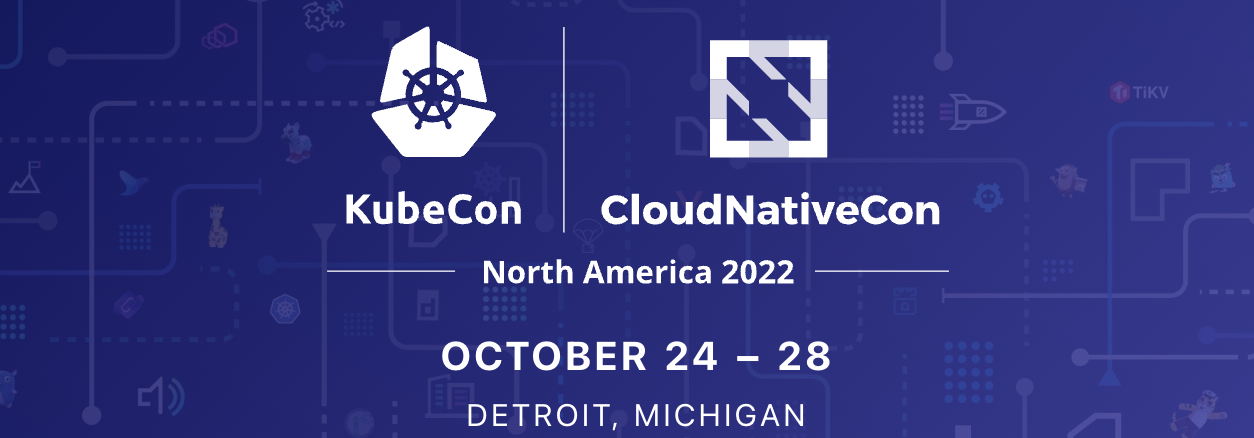 TiKV
KubeCon
CloudNativeCon
North America 2022
OCTOBER 24 – 28
DETROIT, MICHIGAN